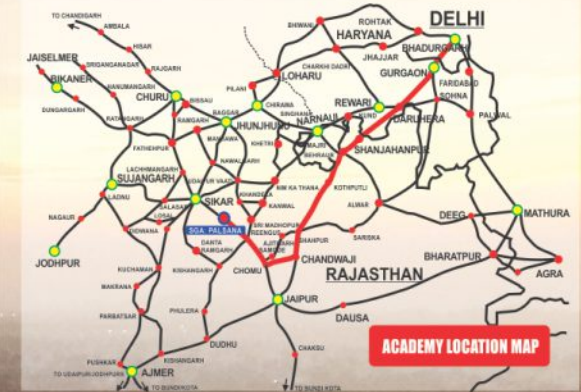 TO CHANDIGARH
AMBALA
HISAR
RAJGARH
BHIWANI
ROHTAK
HARYANA
DELHI
BHADURGARH
JHAJJAR
GURGAON
CHARKHI DADRI
FARIDABAD
SOHNA
PALWAL
JAISELMER
SRIGANGANAGAR
BIKANER
HANUMANGARH
DUNGARGARH
RATANGARH
CHURU
BISSAU
RAMGARH
PILANI
LOHARU
CHIRAWA
SINGHANA
BAGGAR
JHUNJHUNU
MANDAWA
NARNAUL
REWARI
KUND
DARUHERA
FATEHPUR
KHETRI
BEHRAUR
SHANJAHANPUR
NAWALGARH
LACHHMANGARH
SUJANGARH
UDAIPUR VAATI
NIM KA THANA
KHANDELA
KOTHPUTLI
LADNU
SALASAR
SIKAR
KANWAL
ALWAR
NAGAUR
LOSAL
DIDWANA
SGA PALSANA
SRI MADHOPUR
REENGUS
AJITGARH
SHAHPUR
SARISKA
DEEG
MATHURA
JODHPUR
DANTA
RAMGARH
KUCHAMAN
KISHANGARH
CHOMU
CHANDWAJI
RAJASTHAN
BHARATPUR
AGRA
MAKRANA
PARBATSAR
PHULERA
JAIPUR
DAUSA
DUDHU
PUSHKAR
KISHANGARH
CHAKSU
AJMER
TO UDAIPUR/JODHPUR
TO BUNDI/KOTA
TO BUNDI KOTA
ACADEMY LOCATION MAP